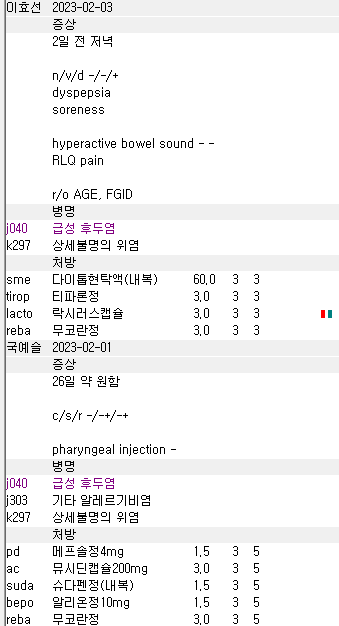 이효선 2023-02-03
증상
2일 전 저녁
n/v/d -/-/+
dyspepsia
soreness
hyperactive bowel sound - -
RLQ pain
r/o AGE, FGID
병명
j040 급성 후두염
k297 상세불명의 위염
처방
sme 다이톱현탁액(내복) 60.0 3 3
tirop 티파론정 3.0 3 3
lacto 락시러스캡슐 3.0 3 3
reba 무코란정 3.0 3 3
국예슬 2023-02-01
증상
26일 약 원함
c/s/r -/-+/-+
pharyngeal injection -
병명
j040 급성 후두염
j303 기타 알레르기비염
k297 상세불명의 위염
처방
pd 메프솔정4mg 1.5 3 5
ac 뮤시딘캡슐200mg 3.0 3 5
suda 슈다펜정(내복) 1.5 3 5
bepo 알리온정10mg 1.5 3 5
reba 무코란정 3.0 3 5